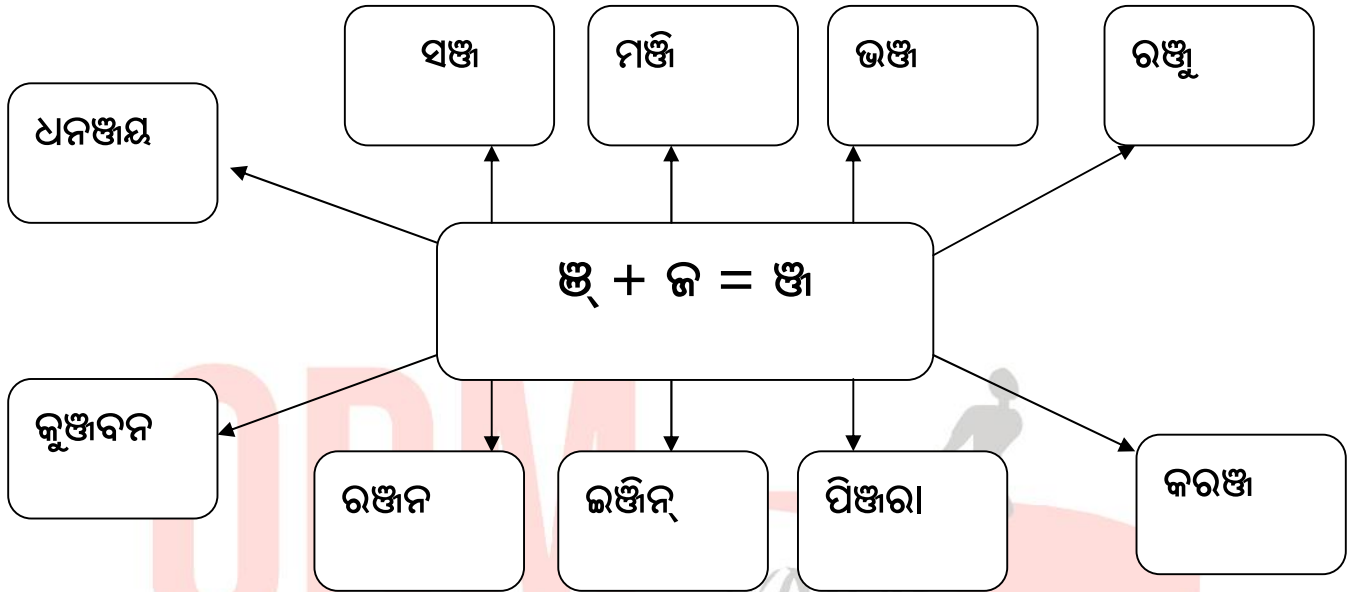 ସଞ୍ଜ
ମଞ୍ଜି
ଭଞ୍ଜ
ରଞ୍ଜୁ
ଧନଞ୍ଜୟ
ଞ୍ + ଜ = ଞ୍ଜ
କୁଞ୍ଜବନ
ରଞ୍ଜନ
ଇଞ୍ଜିନ୍
ପିଞ୍ଜରା
କରଞ୍ଜ